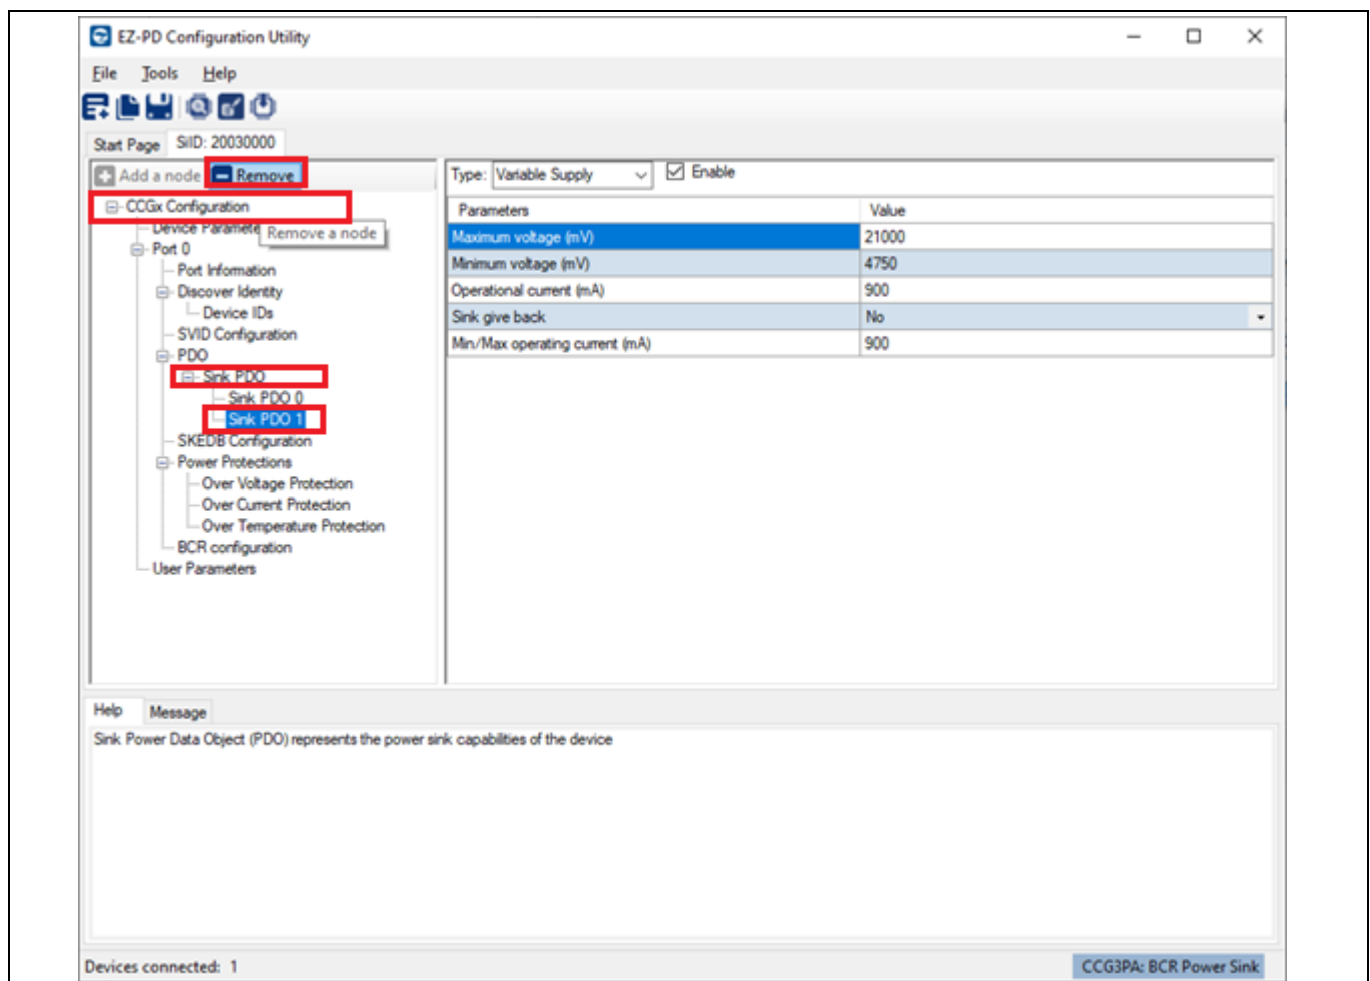 EZ-PD Configuration Utility
File Tools Help
Start Page SIID: 20030000
Add a node Remove
CCGx Configuration
Device Paramete
Remove a node
Port 0
Port Information
Discover Identity
Device IDs
SVID Configuration
PDO
Sink PDO
Sink PDO 0
Sink PDO 1
SKEDB Configuration
Power Protections
Over Voltage Protection
Over Current Protection
Over Temperature Protection
BCR configuration
User Parameters
Type: Variable Supply Enable
Parameters Value
Maximum voltage (mV) 21000
Minimum voltage (mV) 4750
Operational current (mA) 900
Sink give back No
Min/Max operating current (mA) 900
Help Message
Sink Power Data Object (PDO) represents the power sink capabilities of the device
Devices connected: 1
CCG3PA: BCR Power Sink